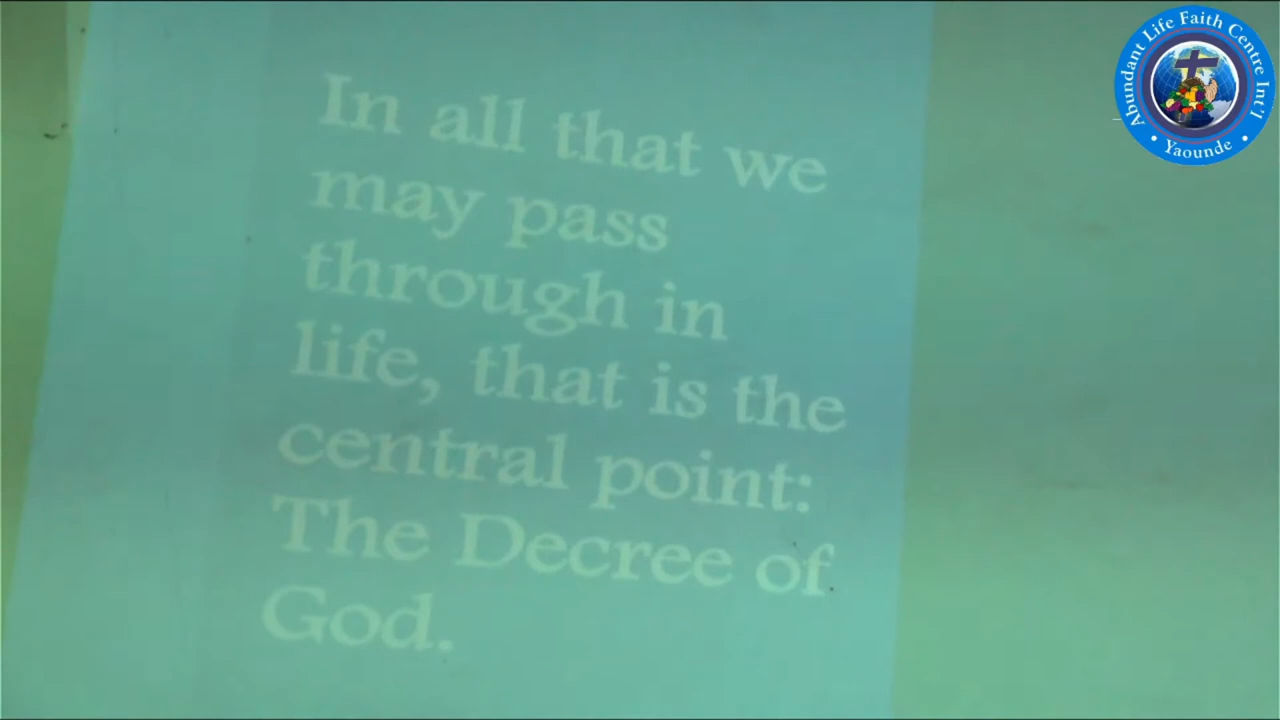 In all that we
may pass
through in
life, that is the
central point:
The Decree of
God.
Abundant Life Faith Centre Int'l
• Yaounde •